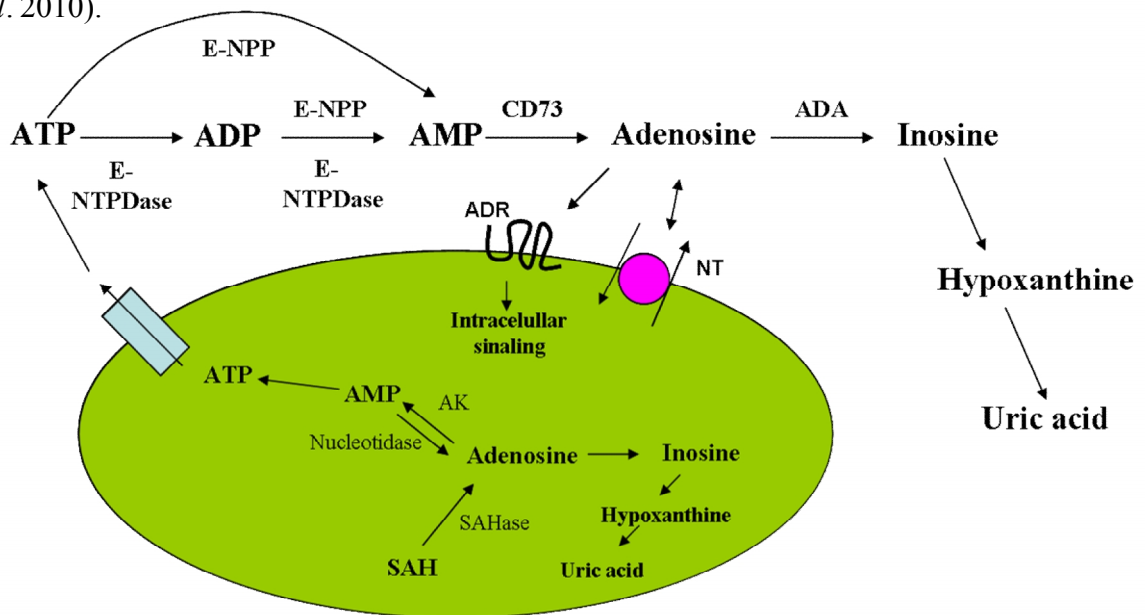 l. 2010).
E-NPP
E-NPP
CD73
ADA
ATP
ADP
AMP
Adenosine
Inosine
E-
NTPDase
E-
NTPDase
ADR
NT
Hypoxanthine
Intracelullar
sinaling
ATP
AMP
AK
Uric acid
Nucleotidase
Adenosine
Inosine
Hypoxanthine
SAHase
SAH
Uric acid